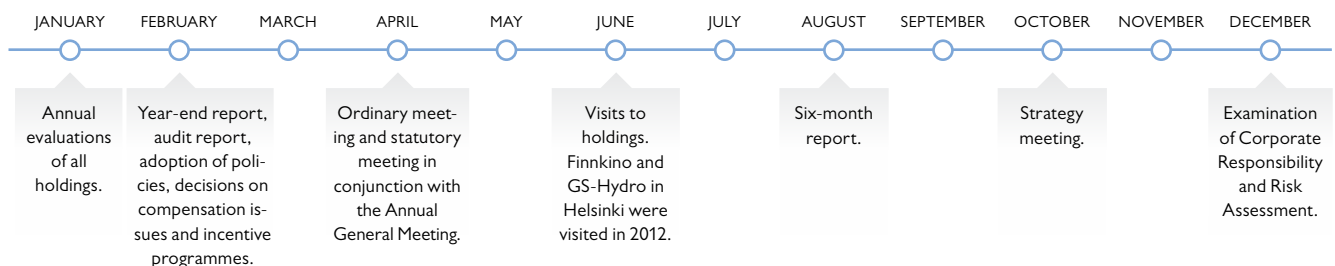 JANUARY FEBRUARY MARCH APRIL MAY JUNE JULY AUGUST SEPTEMBER OCTOBER NOVEMBER DECEMBER
Annual
evaluations
of all
holdings.
Year-end report,
audit report,
adoption of poli-
cies, decisions on
compensation is-
sues and incentive
programmes.
Ordinary meet-
ing and statutory
meeting in
conjunction with
the Annual
General Meeting.
Visits to
holdings.
Finnkino and
GS-Hydro in
Helsinki were
visited in 2012.
Six-month
report.
Strategy
meeting.
Examination
of Corporate
Responsibility
and Risk
Assessment.